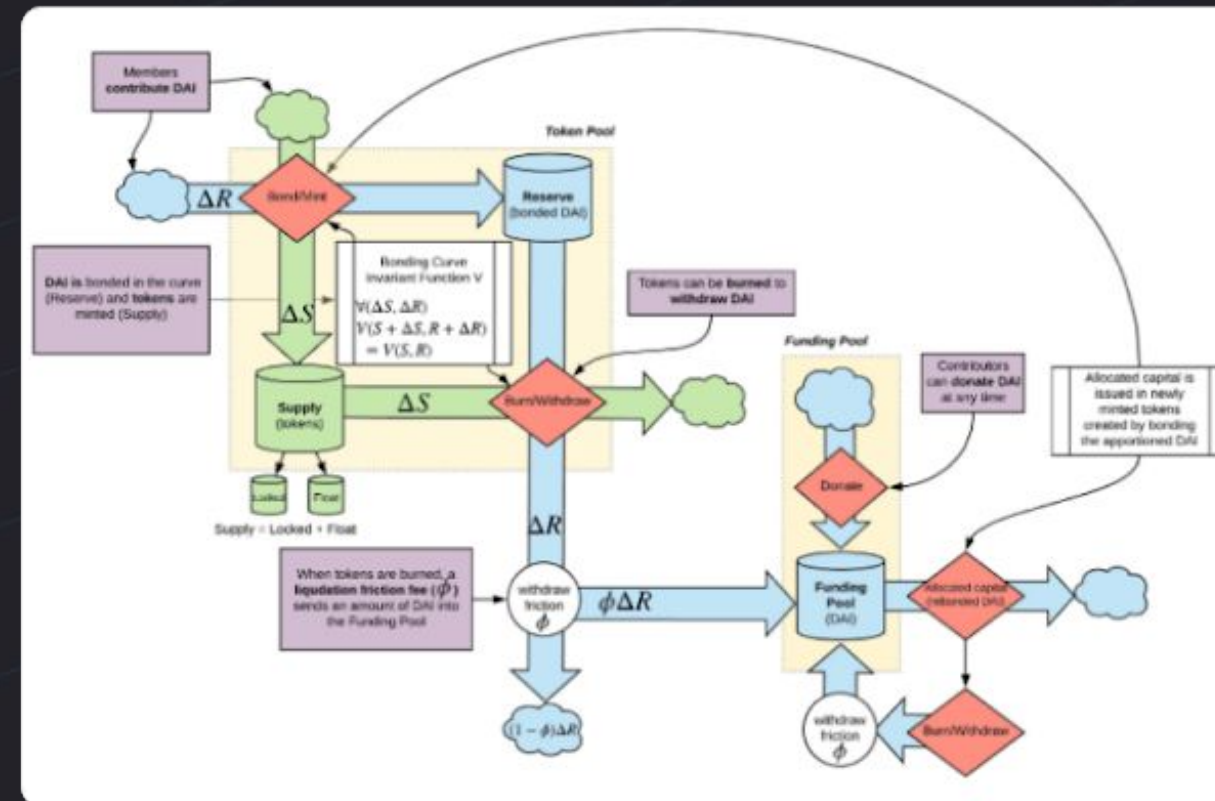 Members
contribute DAI
Token Pool
ΔR
Bond/Mint
Reserve
(bonded DAI)
DAI is bonded in the curve
(Reserve) and tokens are
minted (Supply)
Bonding Curve
Invariant Function V
∀(ΔS, ΔR)
V(S + ΔS, R + ΔR)
= V(S, R)
ΔS
Tokens can be burned to
withdraw DAI
Funding Pool
Contributors
can donate DAI
at any time
Allocated capital is
issued in newly
minted tokens
created by bonding
the apportioned DAI
Supply
(tokens)
ΔS
Burn/Withdraw
Donate
Locked
Float
Supply = Locked + Float
ΔR
When tokens are burned, a
liqudation friction fee (ϕ)
sends an amount of DAI into
the Funding Pool
withdraw
friction
ϕ
ϕΔR
Funding
Pool
(DAI)
Allocated capital
(rebonded DAI)
(1 − ϕ)ΔR
withdraw
friction
ϕ
Burn/Withdraw